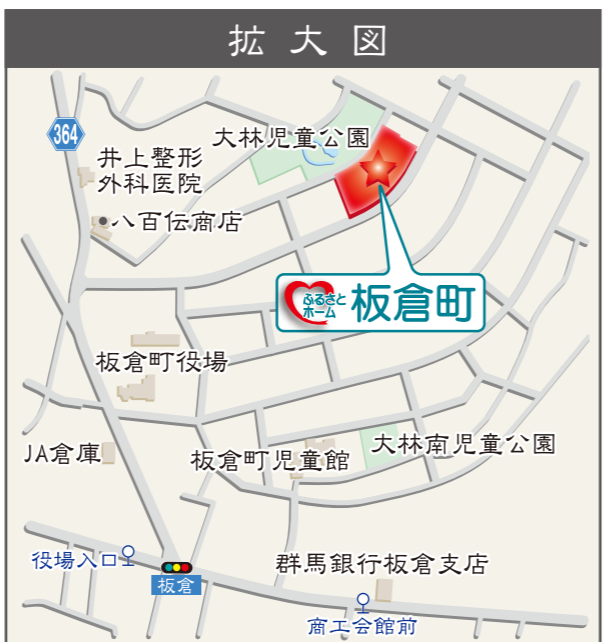 拡大図
364
大林児童公園
井上整形
外科医院
八百伝商店
ふるさと
ホーム
板倉町
板倉町役場
JA倉庫
板倉町児童館
大林南児童公園
役場入口
板倉
群馬銀行板倉支店
商工会館前